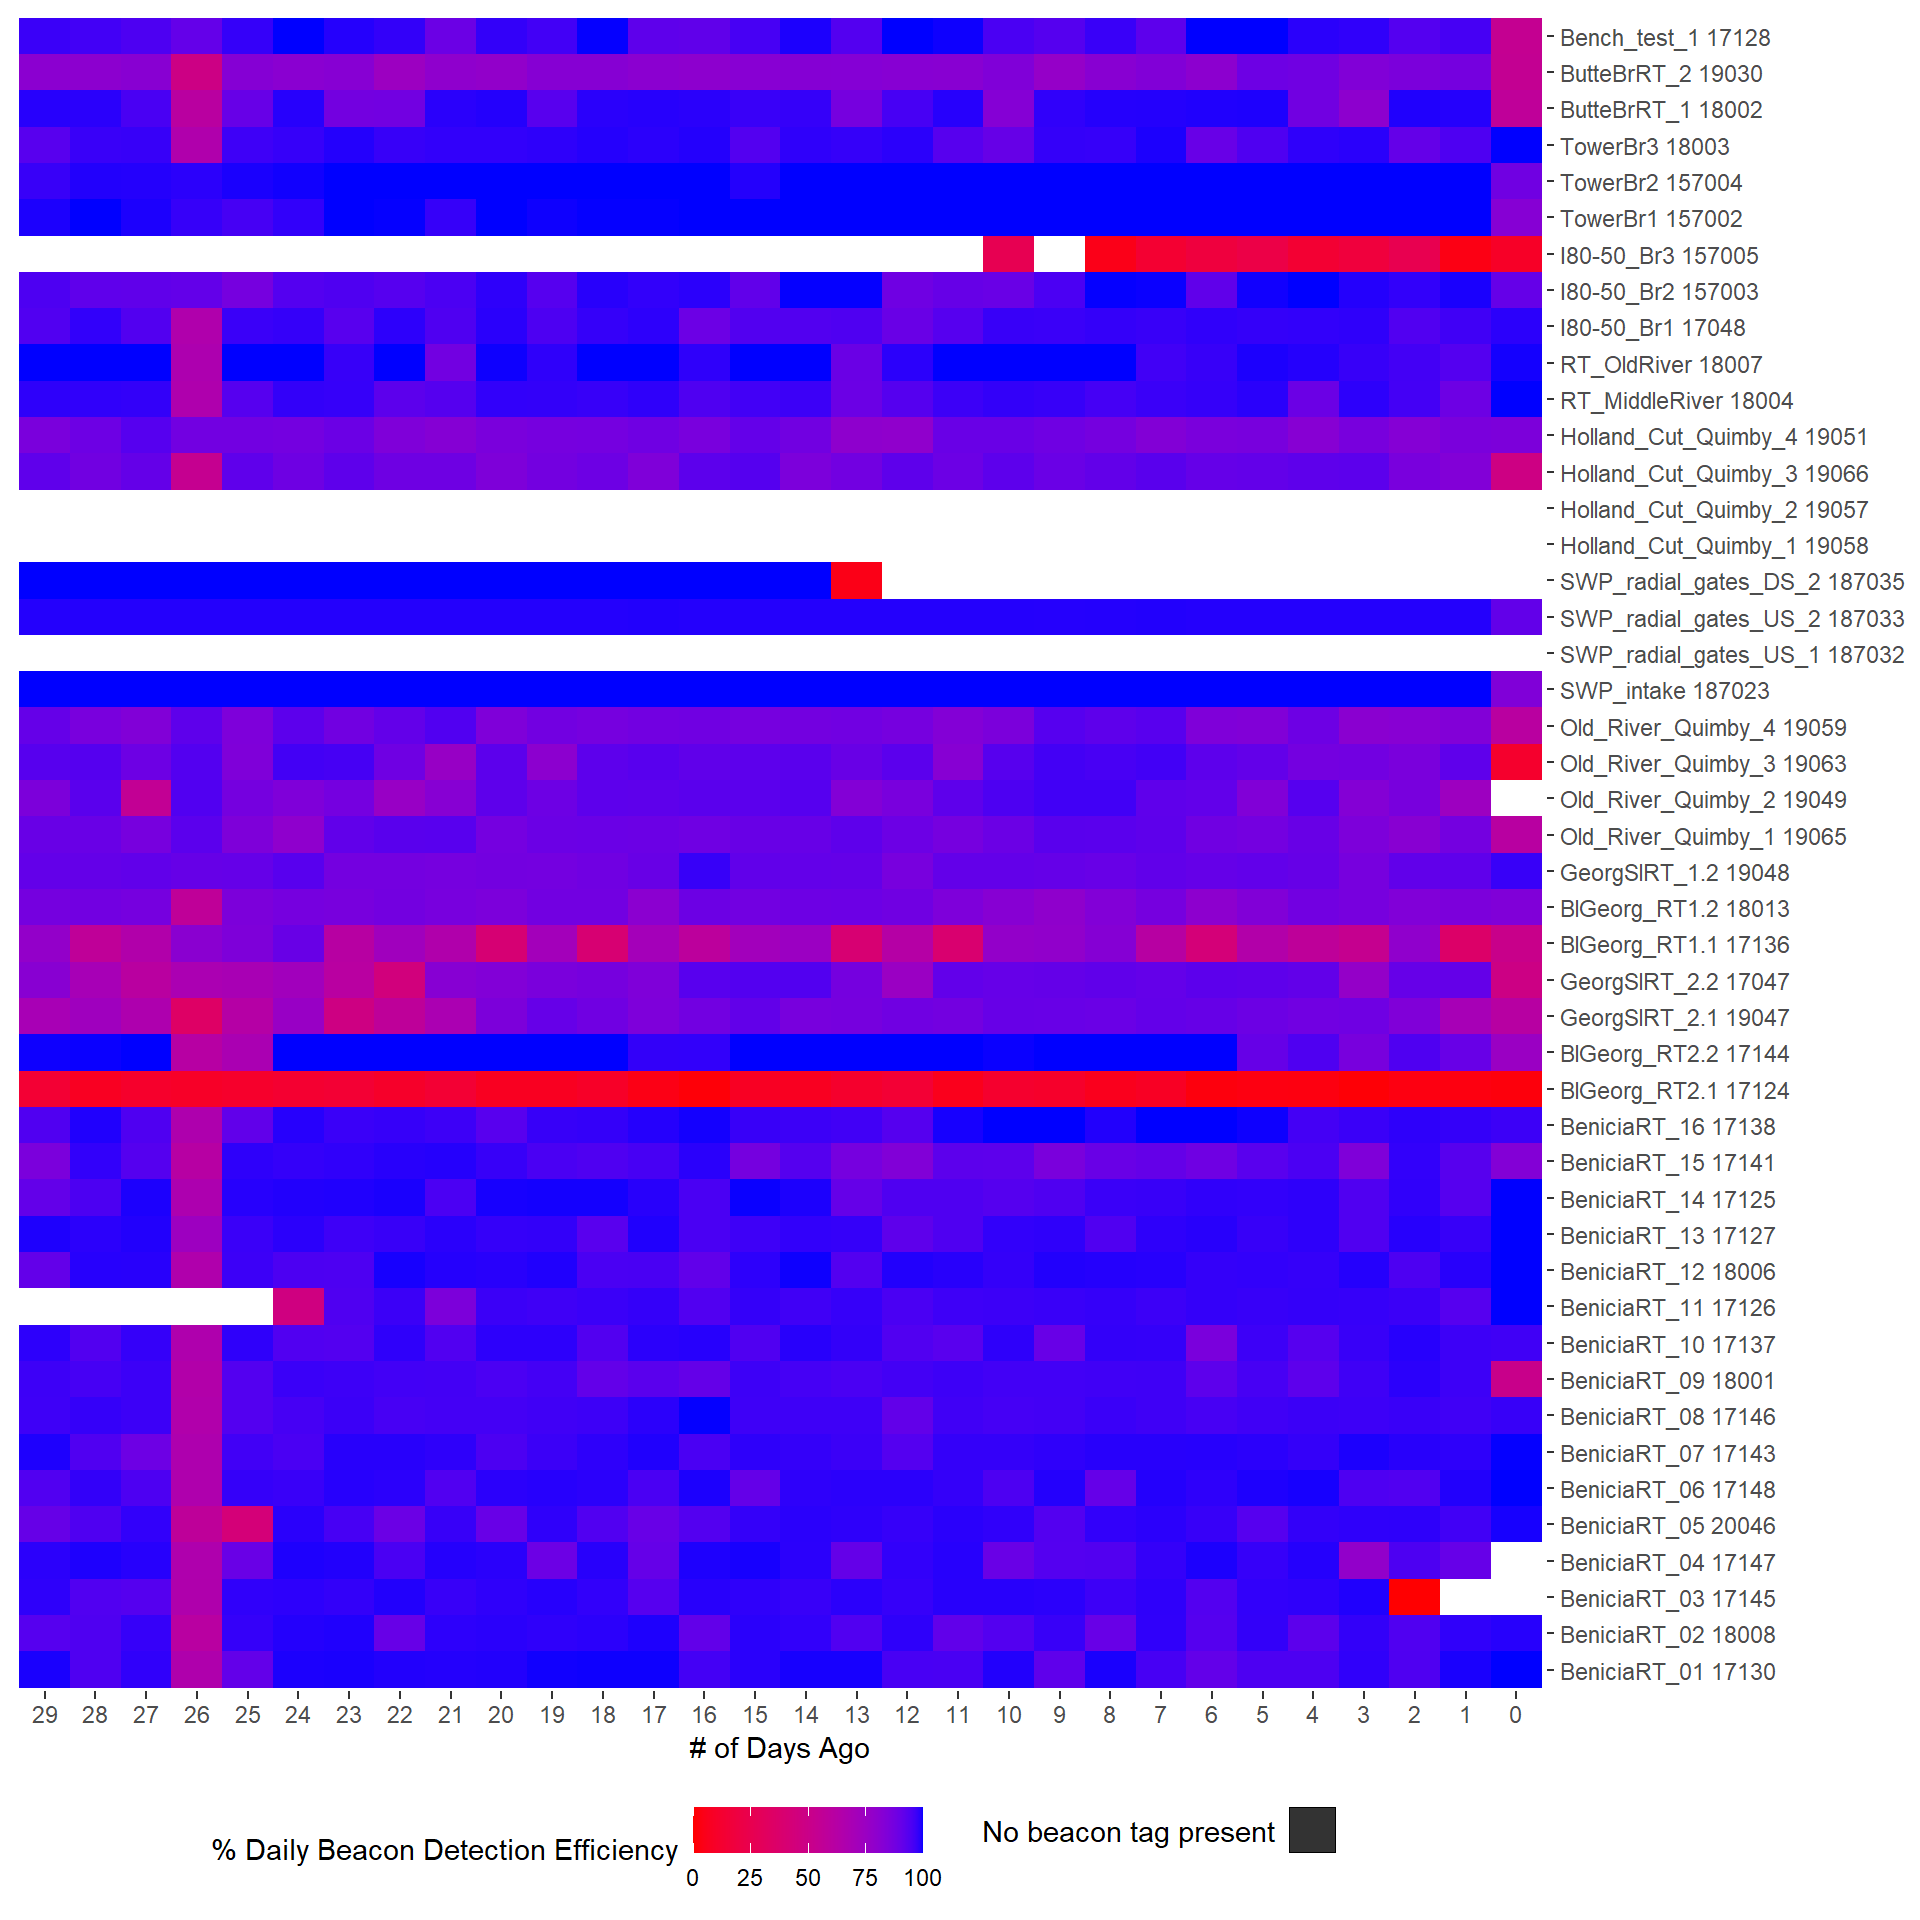 Bench_test_1 17128
ButteBrRT_2 19030
ButteBrRT_1 18002
TowerBr3 18003
TowerBr2 157004
TowerBr1 157002
I80-50_Br3 157005
I80-50_Br2 157003
I80-50_Br1 17048
RT_OldRiver 18007
RT_MiddleRiver 18004
Holland_Cut_Quimby_4 19051
Holland_Cut_Quimby_3 19066
Holland_Cut_Quimby_2 19057
Holland_Cut_Quimby_1 19058
SWP_radial_gates_DS_2 187035
SWP_radial_gates_US_2 187033
SWP_radial_gates_US_1 187032
SWP_intake 187023
Old_River_Quimby_4 19059
Old_River_Quimby_3 19063
Old_River_Quimby_2 19049
Old_River_Quimby_1 19065
GeorgSlRT_1.2 19048
BlGeorg_RT1.2 18013
BlGeorg_RT1.1 17136
GeorgSlRT_2.2 17047
GeorgSlRT_2.1 19047
BlGeorg_RT2.2 17144
BlGeorg_RT2.1 17124
BeniciaRT_16 17138
BeniciaRT_15 17141
BeniciaRT_14 17125
BeniciaRT_13 17127
BeniciaRT_12 18006
BeniciaRT_11 17126
BeniciaRT_10 17137
BeniciaRT_09 18001
BeniciaRT_08 17146
BeniciaRT_07 17143
BeniciaRT_06 17148
BeniciaRT_05 20046
BeniciaRT_04 17147
BeniciaRT_03 17145
BeniciaRT_02 18008
BeniciaRT_01 17130
29 28 27 26 25 24 23 22 21 20 19 18 17 16 15 14 13 12 11 10 9 8 7 6 5 4 3 2 1 0
# of Days Ago
% Daily Beacon Detection Efficiency
0 25 50 75 100
No beacon tag present